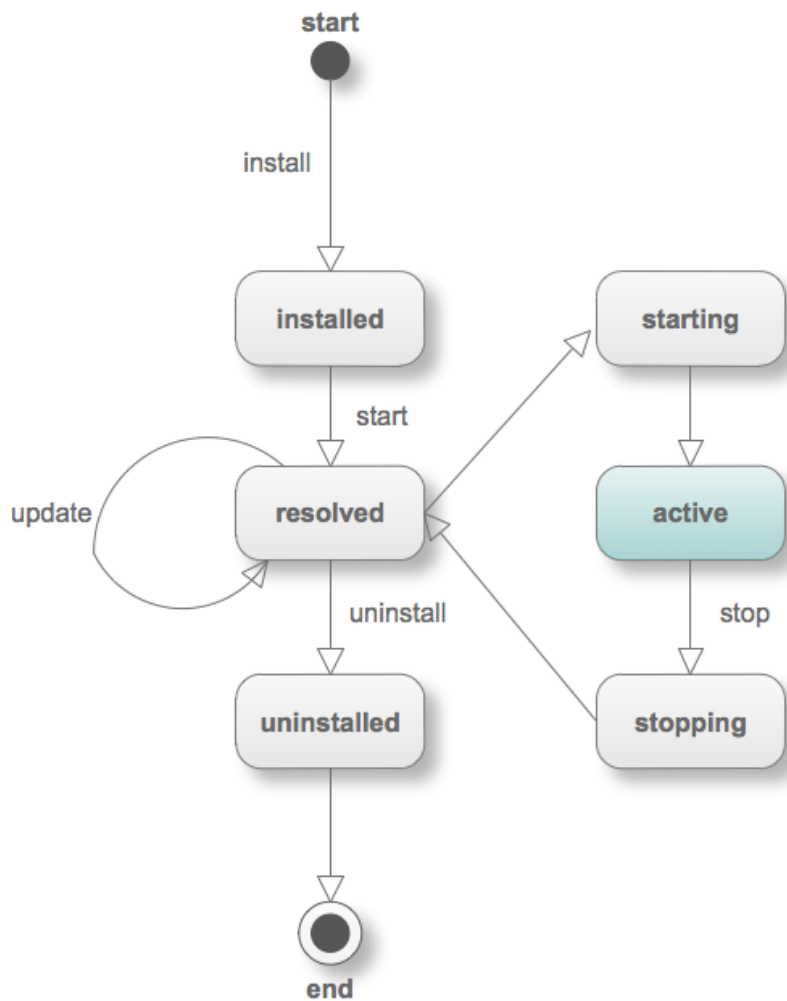 start
install
installed
starting
start
update
resolved
active
uninstall
stop
uninstalled
stopping
end